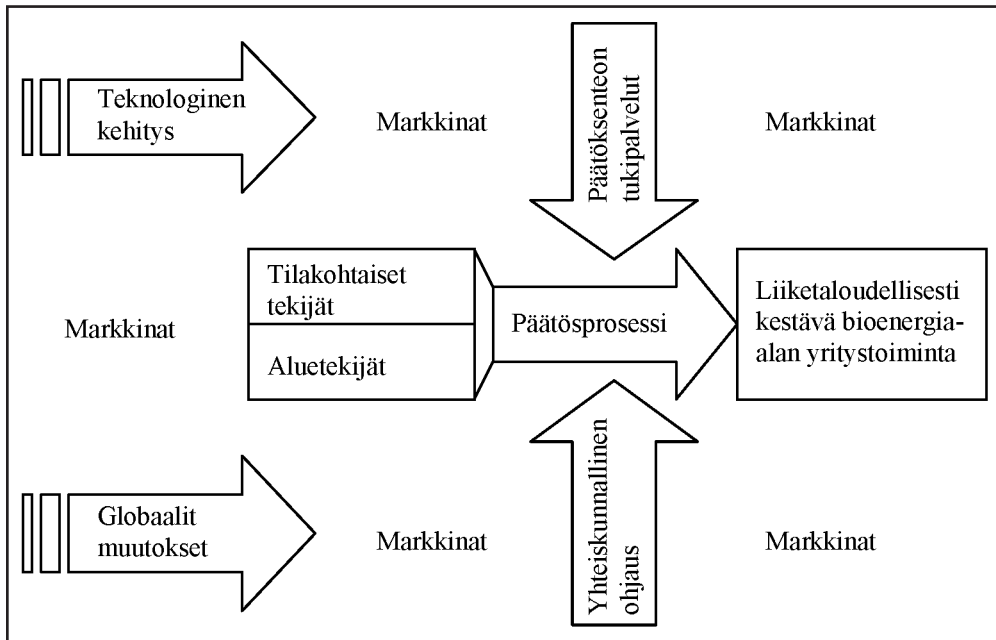 Teknologinen
kehitys
Markkinat
Päätöksenteon
tukipalvelut
Markkinat
Markkinat
Tilakohtaiset
tekijät
Aluetekijät
Päätösprosessi
Liiketaloudellisesti
kestävä bioenergia-
alan yritystoiminta
Globaalit
muutokset
Markkinat
Yhteiskunnallinen
ohjaus
Markkinat